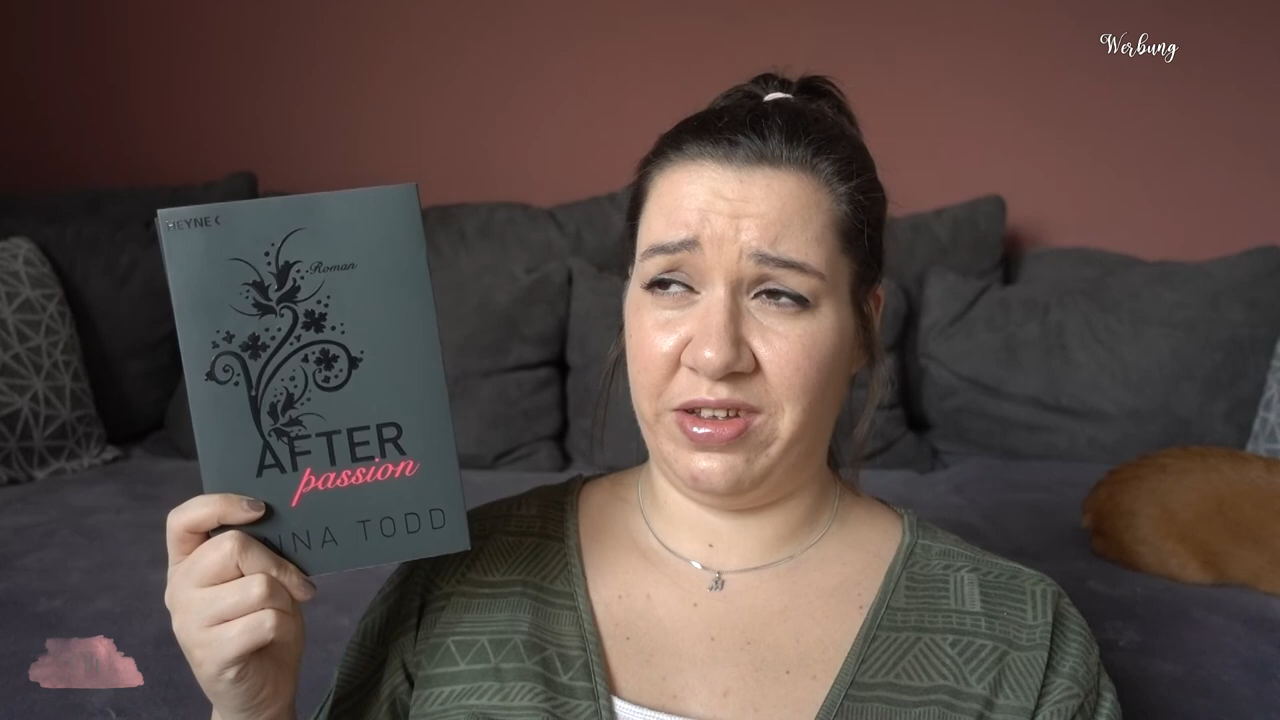 Werbung
HEYNE <
Roman
AFTER
passion
NNA TODD